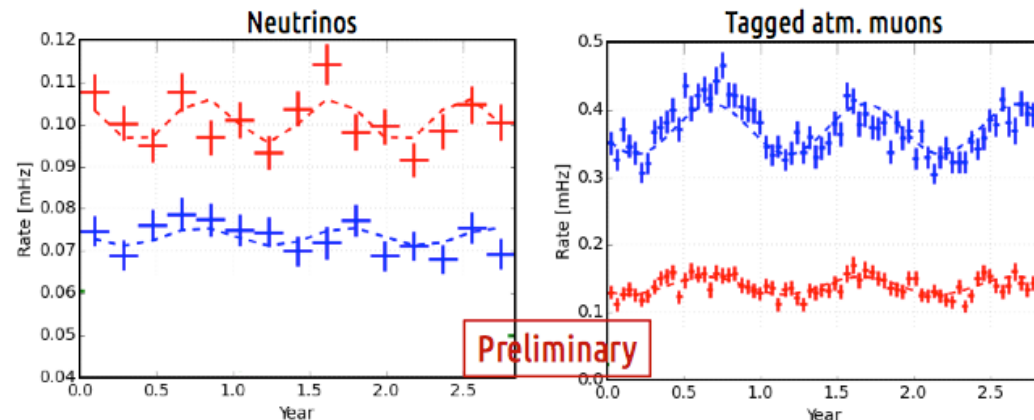 Neutrinos
0.12
0.11
0.10
0.09
0.08
0.07
0.06
0.05
0.04
Rate [mHz]
0.0 0.5 1.0 1.5 2.0 2.5
Year
Tagged atm. muons
0.5
0.4
0.3
0.2
0.1
0.0
Rate [mHz]
0.0 0.5 1.0 1.5 2.0 2.5
Year
Preliminary